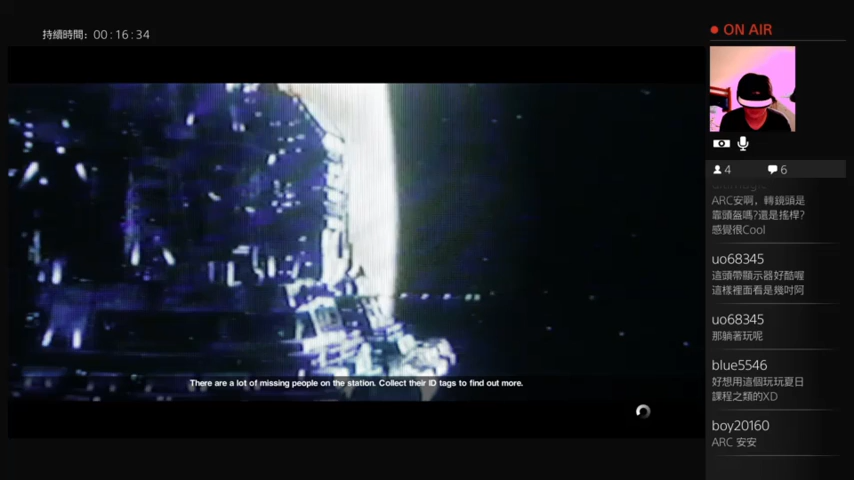 持續時間: 00:16:34
ON AIR
4
6
ARC安啊，轉鏡頭是
靠頭盔嗎?還是搖桿?
感覺很Cool
uo68345
這頭帶顯示器好酷喔
這樣裡面看是幾吋阿
uo68345
那躺著玩呢
blue5546
好想用這個玩玩夏日
課程之類的XD
boy20160
ARC 安安
There are a lot of missing people on the station. Collect their ID tags to find out more.